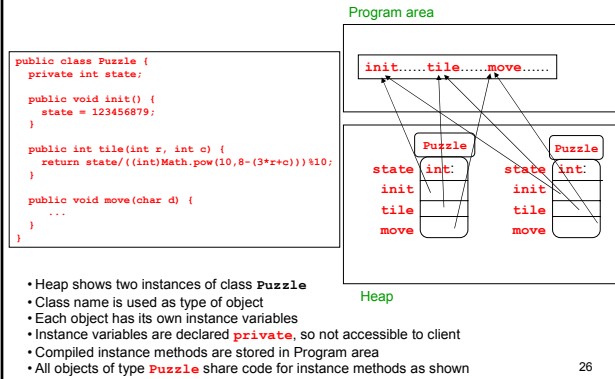 Program area
public class Puzzle {
private int state;
public void init() {
state = 123456879;
}
public int tile(int r, int c) {
return state/((int)Math.pow(10,8-(3*r+c)))%10;
}
public void move(char d) {
...
}
}
init......tile......move......
Puzzle
state int:
init
tile
move
Puzzle
state int:
init
tile
move
Heap
• Heap shows two instances of class Puzzle
• Class name is used as type of object
• Each object has its own instance variables
• Instance variables are declared private, so not accessible to client
• Compiled instance methods are stored in Program area
• All objects of type Puzzle share code for instance methods as shown
26